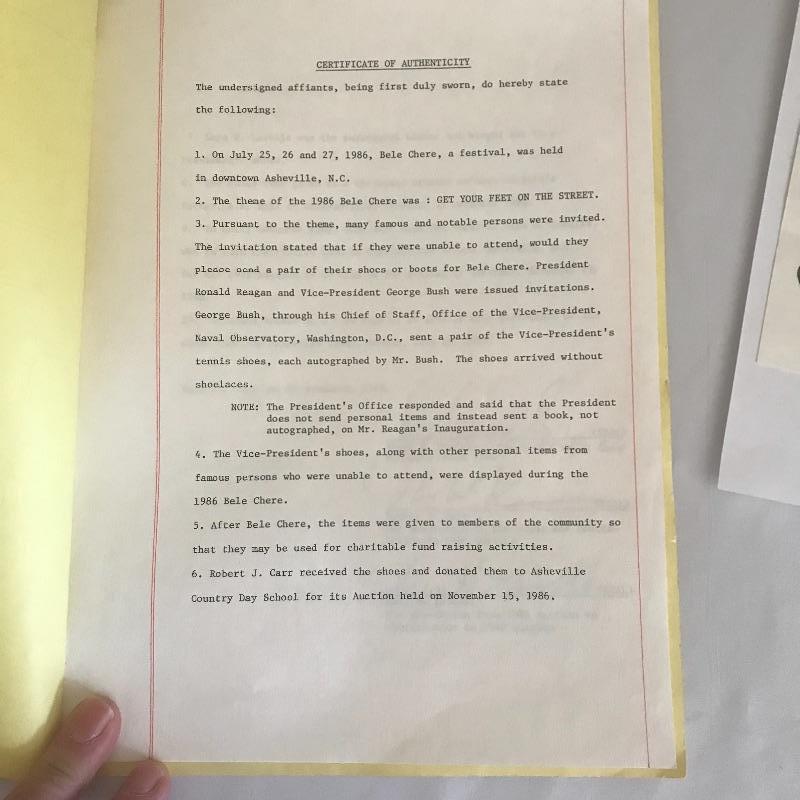 CERTIFICATE OF AUTHENTICITY
The undersigned affiants, being first duly sworn, do hereby state
the following:
1. On July 25, 26 and 27, 1986, Bele Chere, a festival, was held
in downtown Asheville, N.C.
2. The theme of the 1986 Bele Chere was : GET YOUR FEET ON THE STREET.
3. Pursuant to the theme, many famous and notable persons were invited.
The invitation stated that if they were unable to attend, would they
please send a pair of their shoes or boots for Bele Chere. President
Ronald Reagan and Vice-President George Bush were issued invitations.
George Bush, through his Chief of Staff, Office of the Vice-President,
Naval Observatory, Washington, D.C., sent a pair of the Vice-President's
tennis shoes, each autographed by Mr. Bush. The shoes arrived without
shoelaces.
NOTE: The President's Office responded and said that the President
does not send personal items and instead sent a book, not
autographed, on Mr. Reagan's Inauguration.
4. The Vice-President's shoes, along with other personal items from
famous persons who were unable to attend, were displayed during the
1986 Bele Chere.
5. After Bele Chere, the items were given to members of the community so
that they may be used for charitable fund raising activities.
6. Robert J. Carr received the shoes and donated them to Asheville
Country Day School for its Auction held on November 15, 1986.